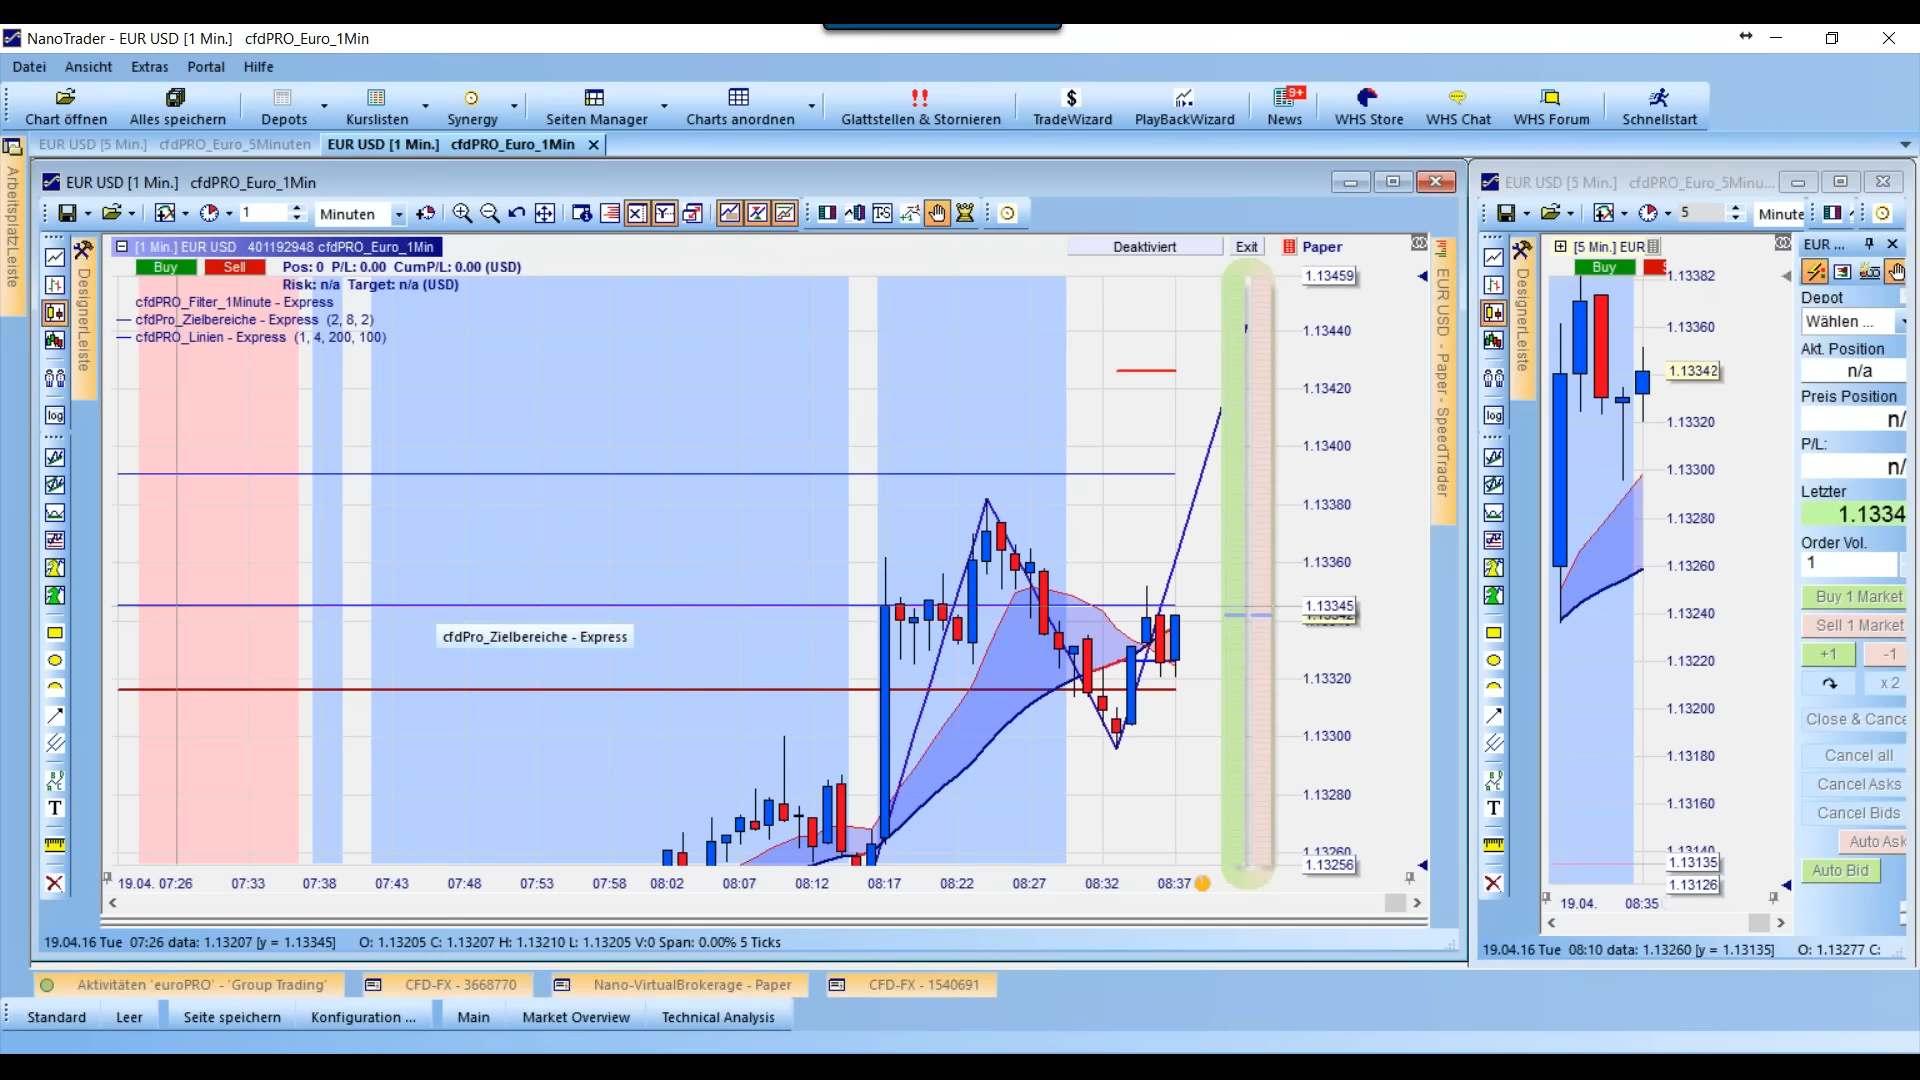 NanoTrader - EUR USD [1 Min.]   cfdPRO_Euro_1Min
Datei Ansicht Extras Portal Hilfe
Chart öffnen Alles speichern Depots Kurslisten Synergy Seiten Manager Charts anordnen Glattstellen & Stornieren TradeWizard PlayBackWizard News 9+ WHS Store WHS Chat WHS Forum Schnellstart
EUR USD [5 Min.]   cfdPRO_Euro_5Minuten
EUR USD [1 Min.]   cfdPRO_Euro_1Min
ArbeitsplatzLeiste
EUR USD [1 Min.]   cfdPRO_Euro_1Min
1 Minuten
DesignerLeiste
[1 Min.] EUR USD   401192948 cfdPRO_Euro_1Min
Deaktiviert Exit Paper
Buy Sell Pos: 0  P/L: 0.00  CumP/L: 0.00 (USD)
Risk: n/a  Target: n/a (USD)
cfdPRO_Filter_1Minute - Express
cfdPro_Zielbereiche - Express  (2, 8, 2)
cfdPRO_Linien - Express  (1, 4, 200, 100)
cfdPro_Zielbereiche - Express
log
T
1.13459
1.13440
1.13420
1.13400
1.13380
1.13360
1.13345
1.13320
1.13300
1.13280
1.13260
1.13256
EUR USD - Paper - SpeedTrader
19.04. 07:26 07:33 07:38 07:43 07:48 07:53 07:58 08:02 08:07 08:12 08:17 08:22 08:27 08:32 08:37
19.04.16 Tue  07:26 data: 1.13207 [y = 1.13345]      O: 1.13205 C: 1.13207 H: 1.13210 L: 1.13205 V:0 Span: 0.00% 5 Ticks
EUR USD [5 Min.]   cfdPRO_Euro_5Minu...
5 Minute
DesignerLeiste
[5 Min.] EUR
Buy
log
T
1.13382
1.13360
1.13342
1.13320
1.13300
1.13280
1.13260
1.13240
1.13220
1.13200
1.13180
1.13160
1.13140
1.13135
1.13126
19.04. 08:35
19.04.16 Tue  08:10 data: 1.13260 [y = 1.13135]      O: 1.13277 C:
EUR ...
Depot
Wählen ...
Akt. Position
n/a
Preis Position
n/
P/L:
n/
Letzter
1.1334
Order Vol.
1
Buy 1 Market
Sell 1 Market
+1 -1
x 2
Close & Cance
Cancel all
Cancel Asks
Cancel Bids
Auto Ask
Auto Bid
Aktivitäten 'euroPRO' - 'Group Trading' CFD-FX - 3668770 Nano-VirtualBrokerage - Paper CFD-FX - 1540691
Standard Leer Seite speichern Konfiguration ... Main Market Overview Technical Analysis